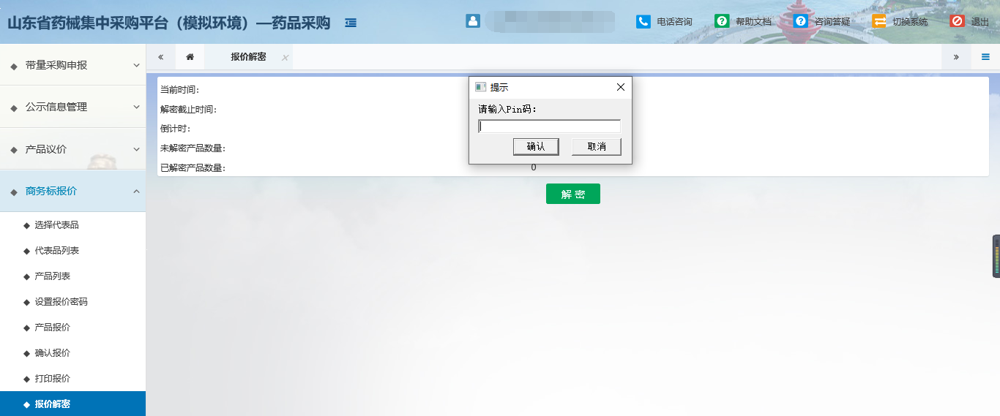 山东省药械集中采购平台（模拟环境）—药品采购
电话咨询 帮助文档 咨询答疑 切换系统 退出
带量采购申报
公示信息管理
产品议价
商务标报价
选择代表品
代表品列表
产品列表
设置报价密码
产品报价
确认报价
打印报价
报价解密
报价解密
当前时间：
解密截止时间：
倒计时：
未解密产品数量：
已解密产品数量： 0
解 密
提示
请输入Pin码：
确认 取消